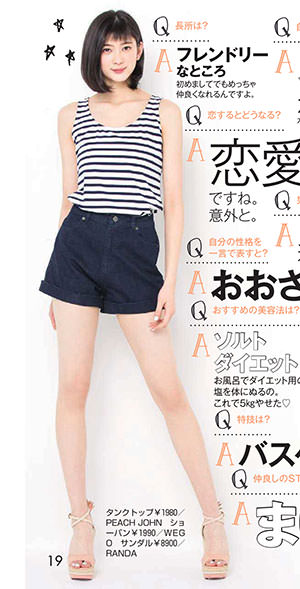 Q 長所は?
A フレンドリー
なところ
初めましてでもめっちゃ
仲良くなれるんですよ。
Q 恋するとどうなる?
A 恋愛
ですね。
意外と。
Q 自分の性格を
一言で表すと?
A おおさ
Q おすすめの美容法は?
A ソルト
ダイエット
お風呂でダイエット用の
塩を体にぬるの。
これで5kgやせた♡
Q 特技は?
A バス
Q 仲良しのST
A ま
タンクトップ¥1980/
PEACH JOHN ショ
ーパン¥1990/WEG
O サンダル¥8900/
RANDA
19